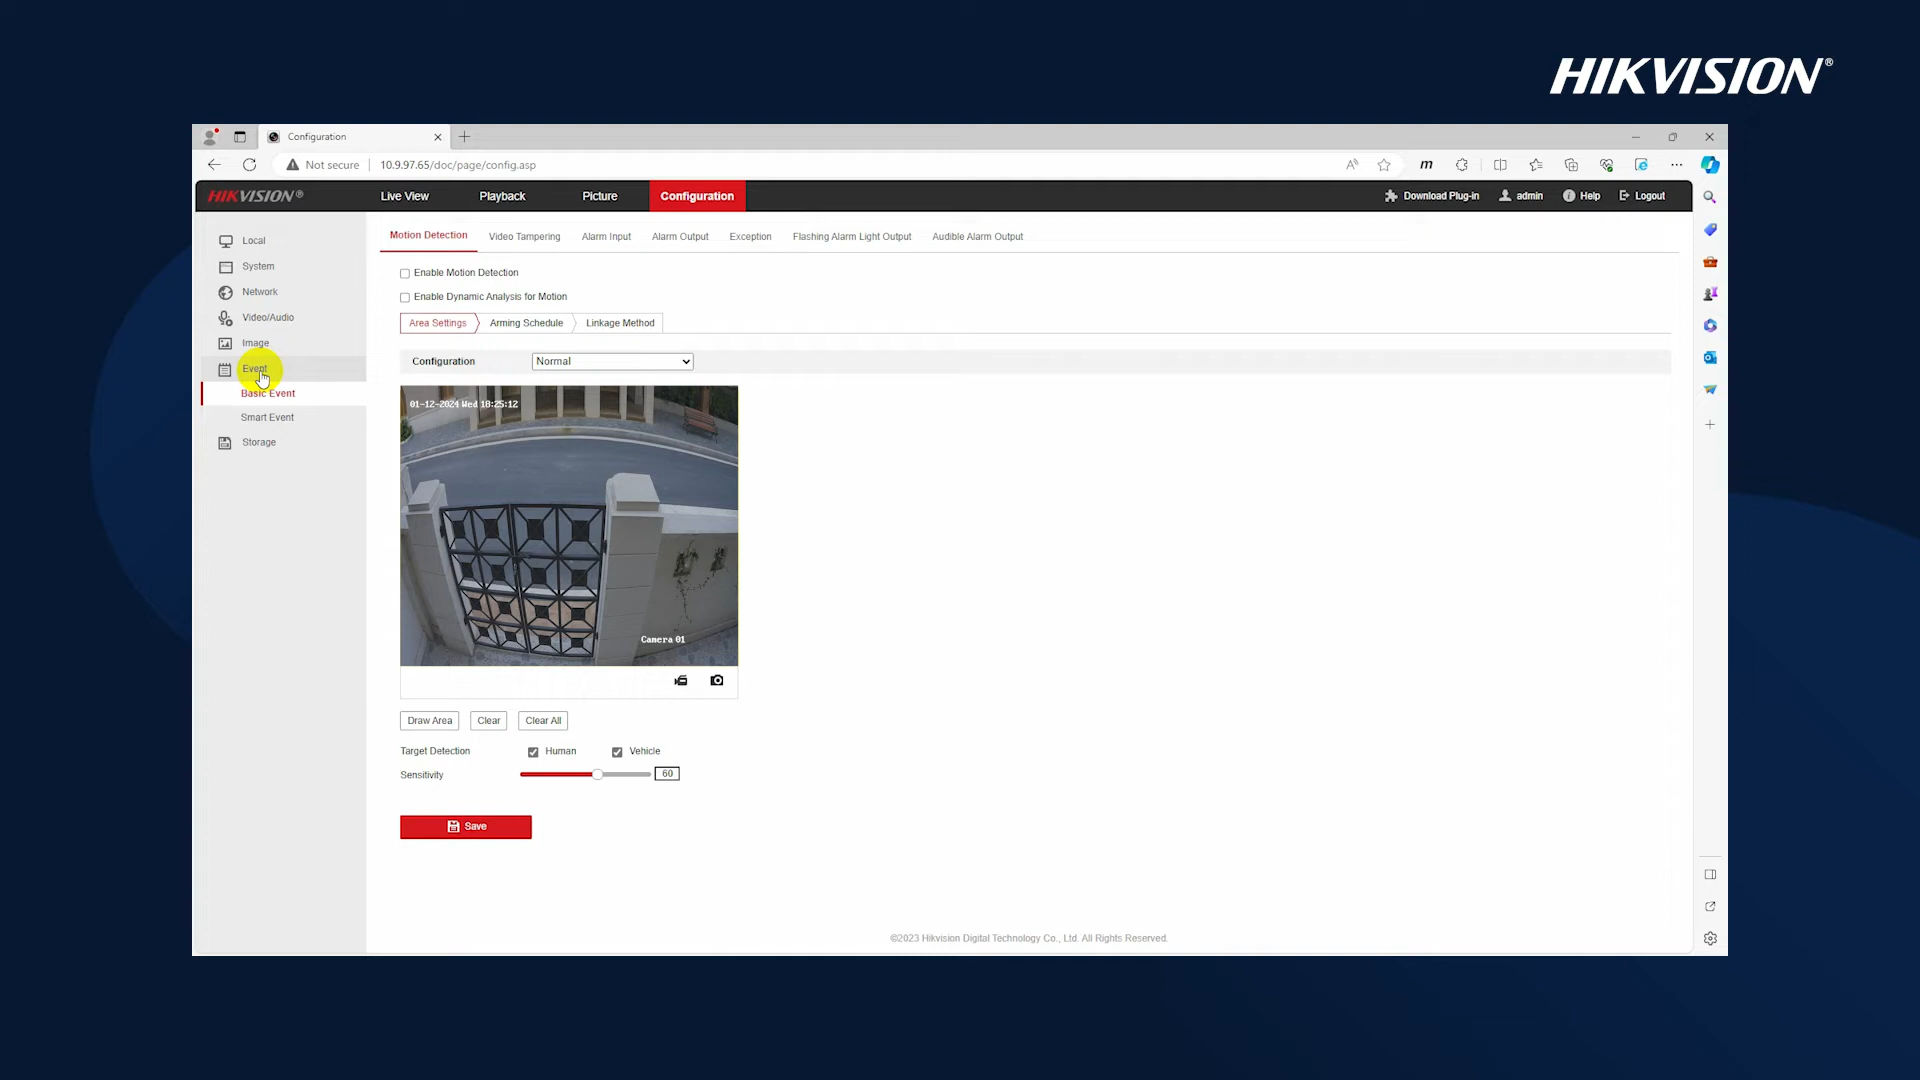 HIKVISION®
Configuration
Not secure
10.9.97.65/doc/page/config.asp
HIKVISION®
Live View
Playback
Picture
Configuration
Download Plug-in
admin
Help
Logout
Local
System
Network
Video/Audio
Image
Event
Basic Event
Smart Event
Storage
Motion Detection
Video Tampering
Alarm Input
Alarm Output
Exception
Flashing Alarm Light Output
Audible Alarm Output
Enable Motion Detection
Enable Dynamic Analysis for Motion
Area Settings
Arming Schedule
Linkage Method
Configuration
Normal
01-12-2024 Wed 18:25:12
Camera 01
Draw Area
Clear
Clear All
Target Detection
Human
Vehicle
Sensitivity
60
Save
©2023 Hikvision Digital Technology Co., Ltd. All Rights Reserved.